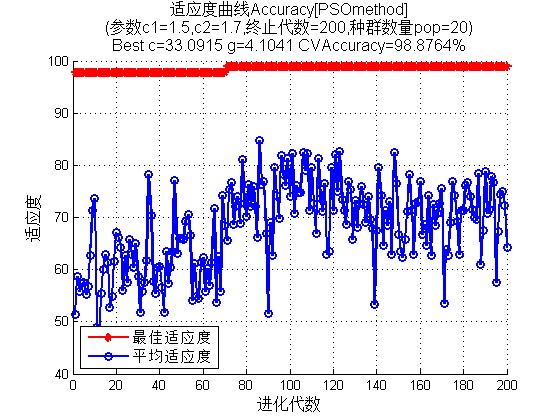 适应度曲线Accuracy[PSOmethod]
(参数c1=1.5,c2=1.7,终止代数=200,种群数量pop=20)
Best c=33.0915 g=4.1041 CVAccuracy=98.8764%
100
90
80
70
60
50
40
适应度
最佳适应度
平均适应度
0 20 40 60 80 100 120 140 160 180 200
进化代数